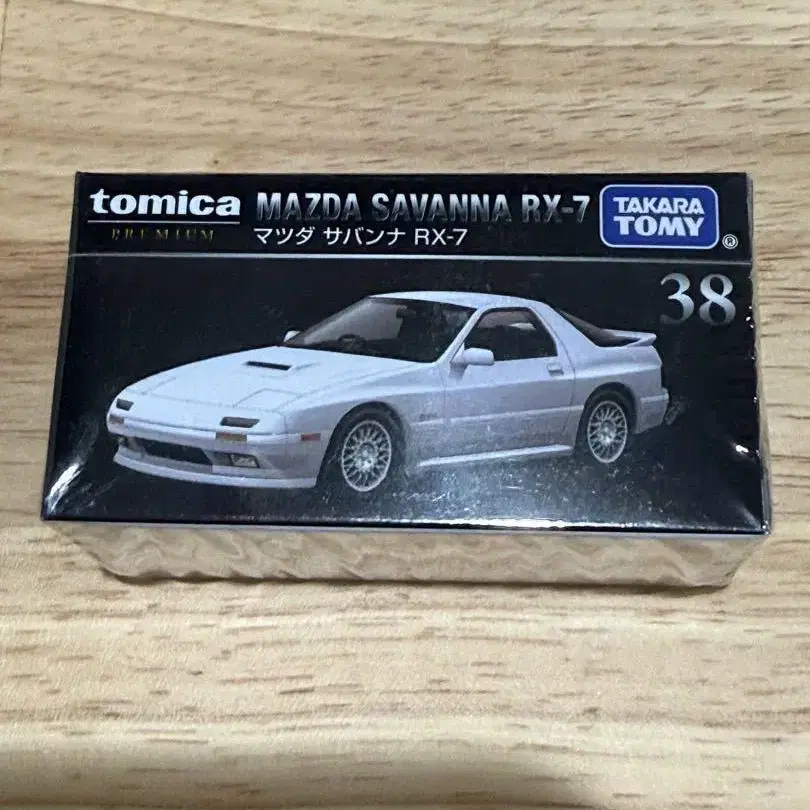 tomica
PREMIUM
MAZDA SAVANNA RX-7
マツダ サバンナ RX-7
TAKARA
TOMY
®
38